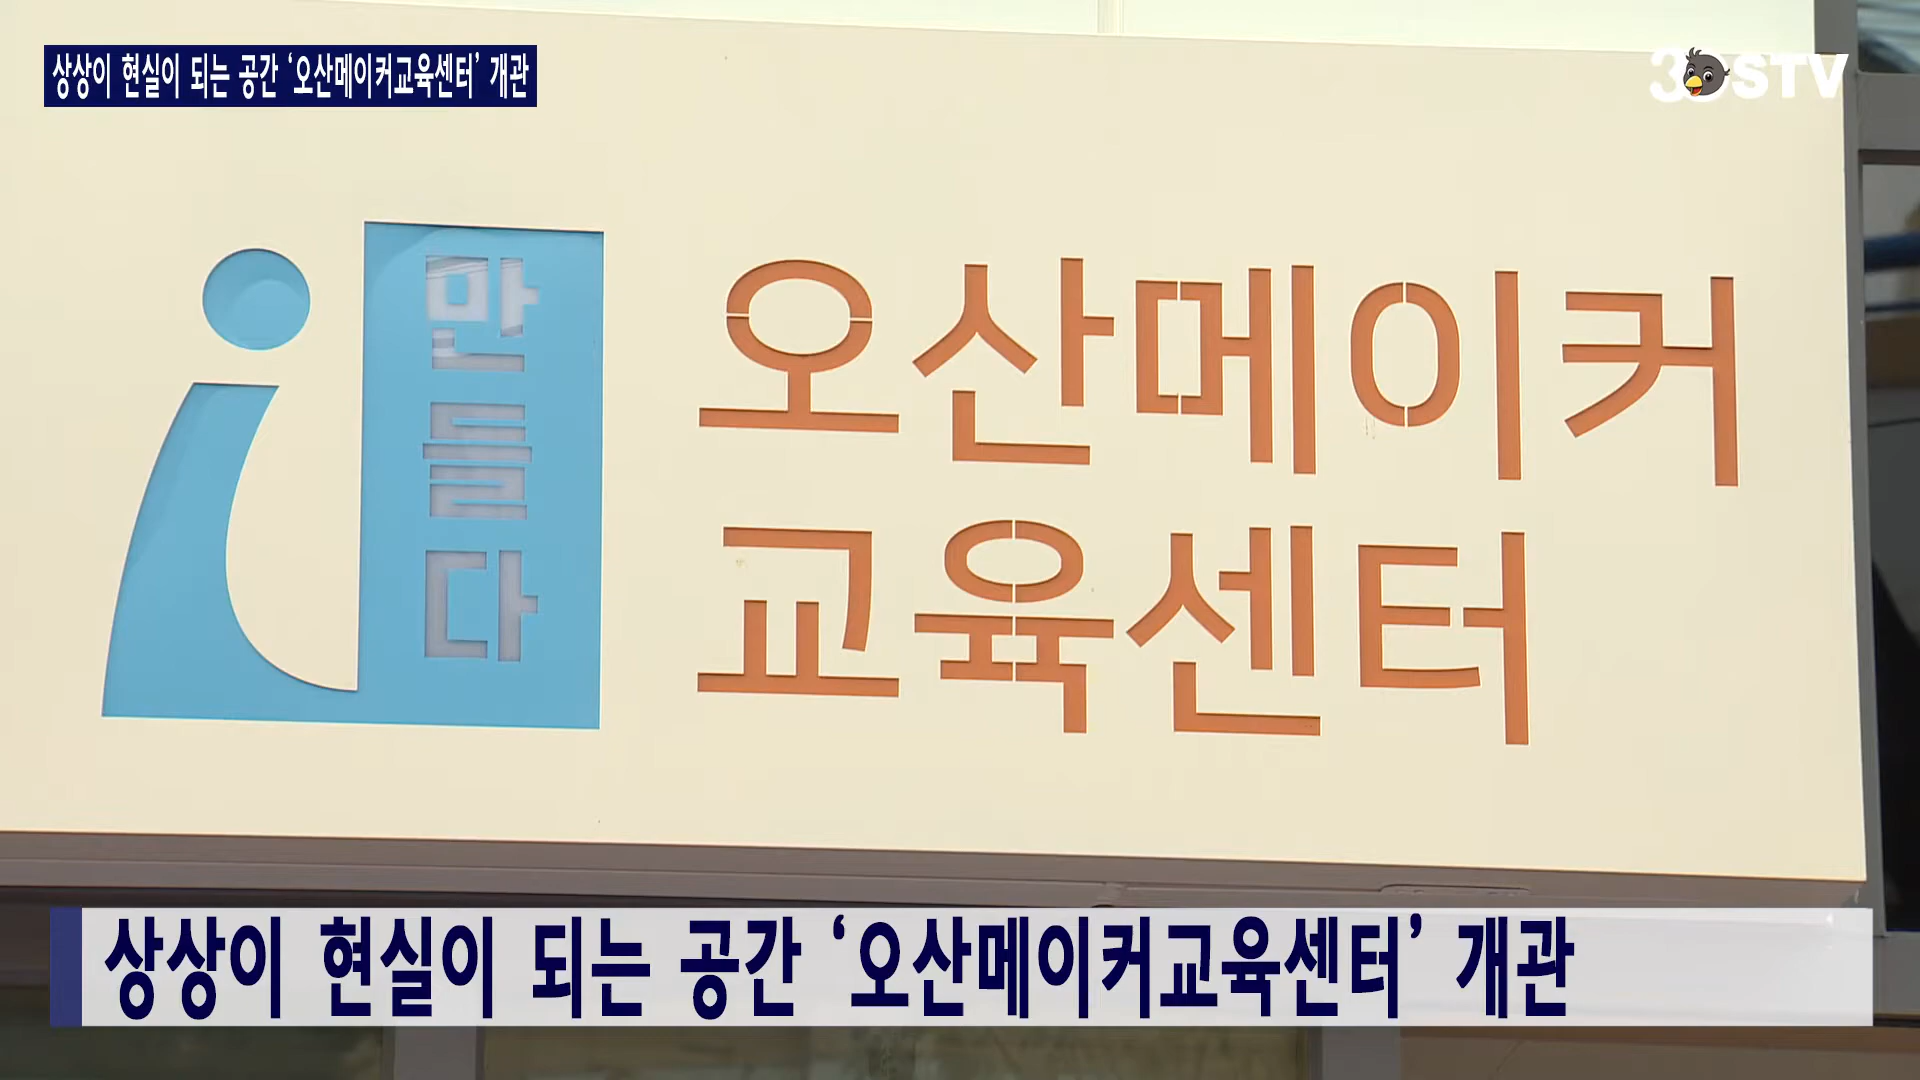 상상이 현실이 되는 공간 ‘오산메이커교육센터’ 개관
STV
만들다
오산메이커
교육센터
상상이 현실이 되는 공간 ‘오산메이커교육센터’ 개관